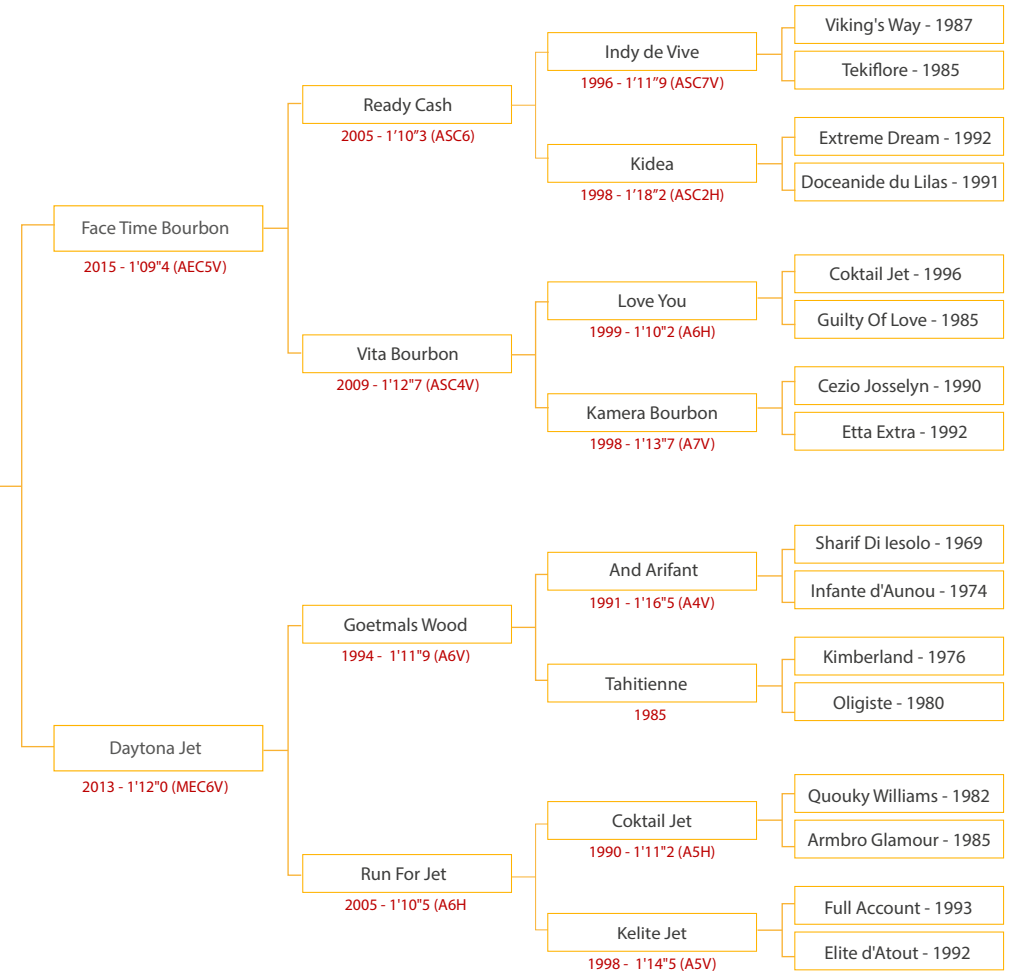 Viking's Way - 1987
Indy de Vive
Tekiflore - 1985
1996 - 1'11"9 (ASC7V)
Ready Cash
2005 - 1'10"3 (ASC6)
Extreme Dream - 1992
Kidea
Doceanide du Lilas - 1991
1998 - 1'18"2 (ASC2H)
Face Time Bourbon
2015 - 1'09"4 (AEC5V)
Coktail Jet - 1996
Love You
Guilty Of Love - 1985
1999 - 1'10"2 (A6H)
Vita Bourbon
2009 - 1'12"7 (ASC4V)
Cezio Josselyn - 1990
Kamera Bourbon
Etta Extra - 1992
1998 - 1'13"7 (A7V)
Sharif Di Iesolo - 1969
And Arifant
Infante d'Aunou - 1974
1991 - 1'16"5 (A4V)
Goetmals Wood
1994 - 1'11"9 (A6V)
Kimberland - 1976
Tahitienne
Oligiste - 1980
1985
Daytona Jet
2013 - 1'12"0 (MEC6V)
Quouky Williams - 1982
Coktail Jet
Armbro Glamour - 1985
1990 - 1'11"2 (A5H)
Run For Jet
2005 - 1'10"5 (A6H
Full Account - 1993
Kelite Jet
Elite d'Atout - 1992
1998 - 1'14"5 (A5V)